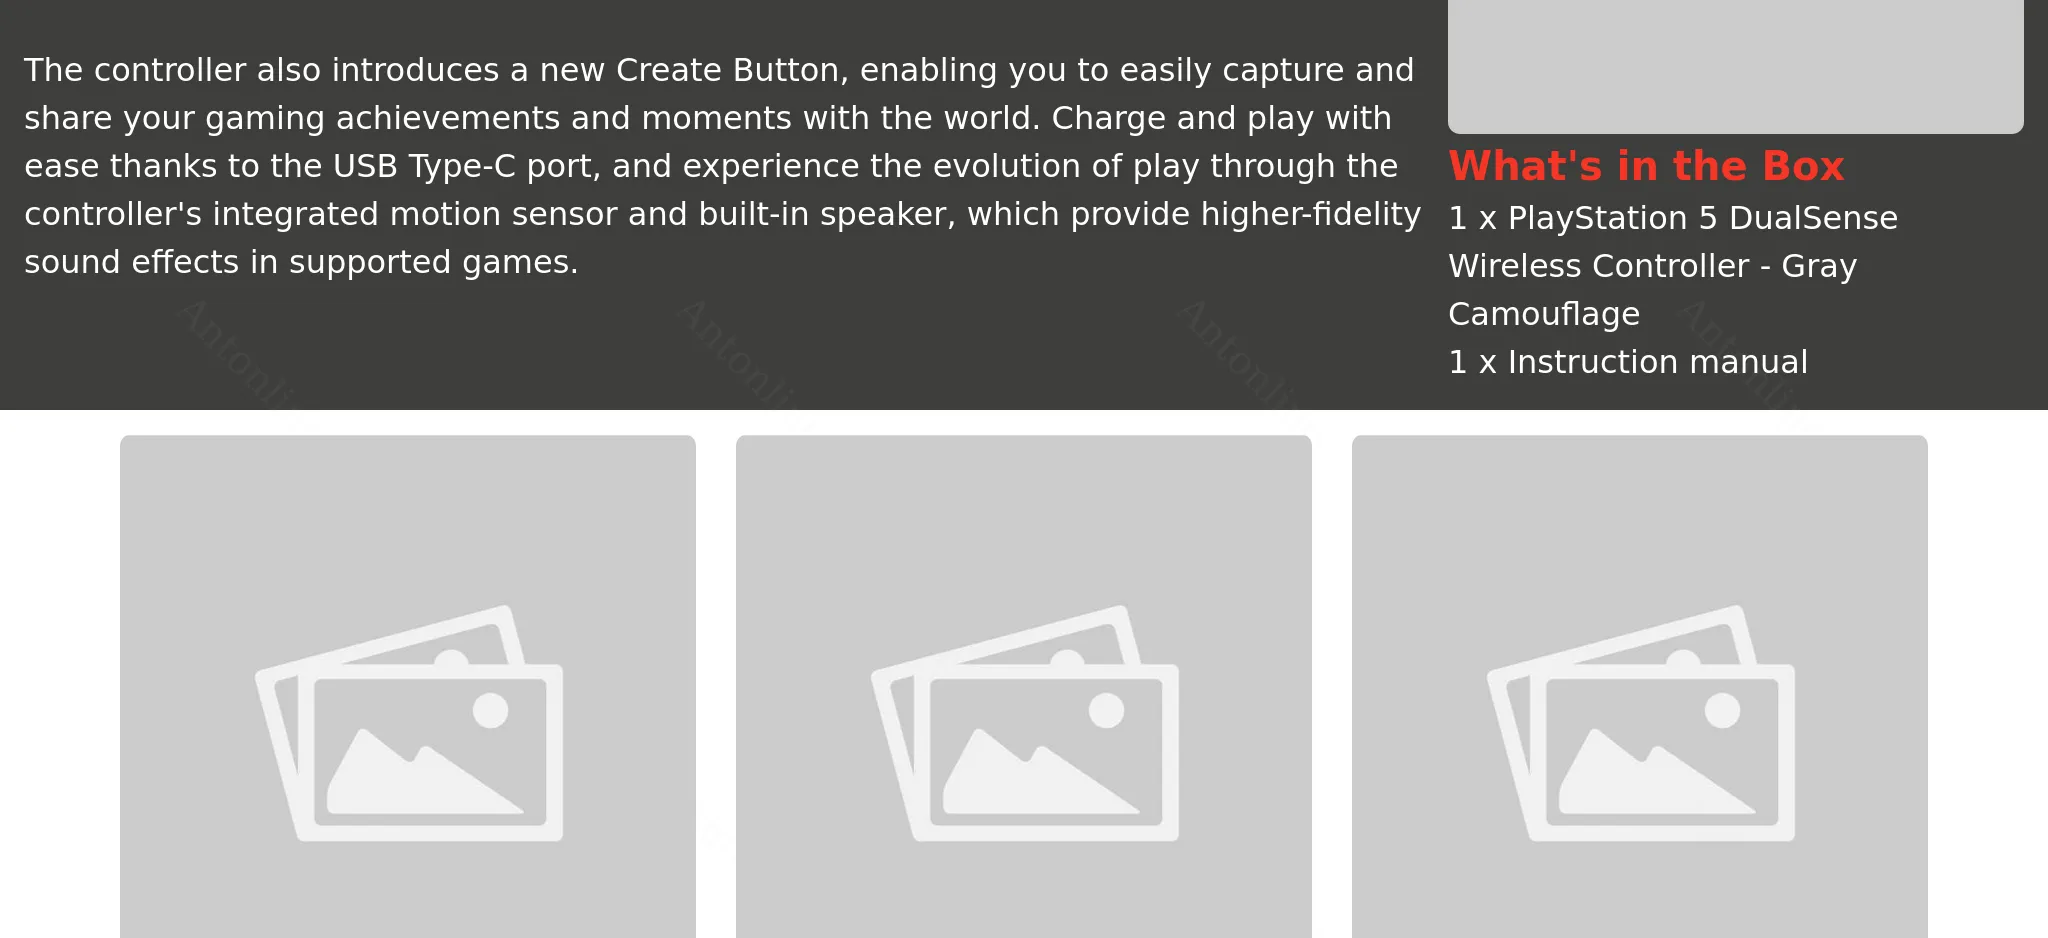 The controller also introduces a new Create Button, enabling you to easily capture and
share your gaming achievements and moments with the world. Charge and play with
ease thanks to the USB Type-C port, and experience the evolution of play through the
controller's integrated motion sensor and built-in speaker, which provide higher-fidelity
sound effects in supported games.
What's in the Box
1 x PlayStation 5 DualSense
Wireless Controller - Gray
Camouflage
1 x Instruction manual